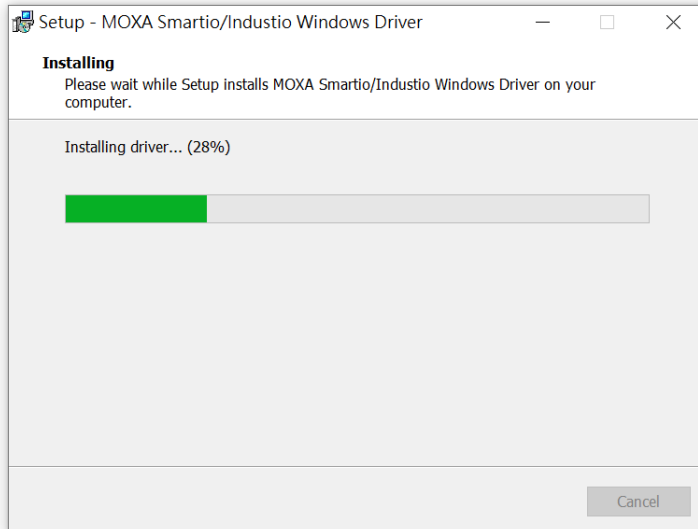 Setup - MOXA Smartio/Industio Windows Driver
Installing
Please wait while Setup installs MOXA Smartio/Industio Windows Driver on your
computer.
Installing driver... (28%)
Cancel